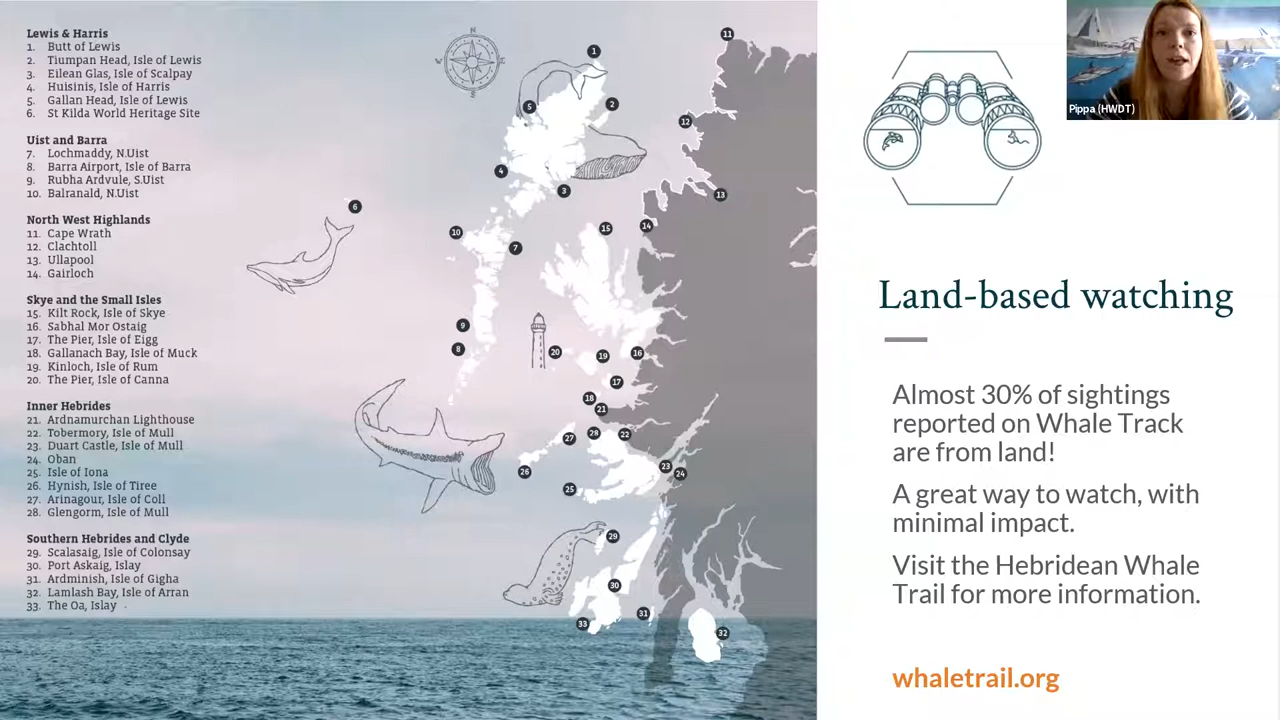 Lewis & Harris
1. Butt of Lewis
2. Tiumpan Head, Isle of Lewis
3. Eilean Glas, Isle of Scalpay
4. Huisinis, Isle of Harris
5. Gallan Head, Isle of Lewis
6. St Kilda World Heritage Site
Uist and Barra
7. Lochmaddy, N.Uist
8. Barra Airport, Isle of Barra
9. Rubha Ardvule, S.Uist
10. Balranald, N.Uist
North West Highlands
11. Cape Wrath
12. Clachtoll
13. Ullapool
14. Gairloch
Skye and the Small Isles
15. Kilt Rock, Isle of Skye
16. Sabhal Mor Ostaig
17. The Pier, Isle of Eigg
18. Gallanach Bay, Isle of Muck
19. Kinloch, Isle of Rum
20. The Pier, Isle of Canna
Inner Hebrides
21. Ardnamurchan Lighthouse
22. Tobermory, Isle of Mull
23. Duart Castle, Isle of Mull
24. Oban
25. Isle of Iona
26. Hynish, Isle of Tiree
27. Arinagour, Isle of Coll
28. Glengorm, Isle of Mull
Southern Hebrides and Clyde
29. Scalasaig, Isle of Colonsay
30. Port Askaig, Islay
31. Ardminish, Isle of Gigha
32. Lamlash Bay, Isle of Arran
33. The Oa, Islay
N
W
E
S
1
11
5
2
12
4
3
13
6
10
7
15
14
9
8
20
19
16
17
18
21
27
28
22
26
25
23
24
29
30
31
33
32
Pippa (HWDT)
Land-based watching
Almost 30% of sightings
reported on Whale Track
are from land!
A great way to watch, with
minimal impact.
Visit the Hebridean Whale
Trail for more information.
whaletrail.org